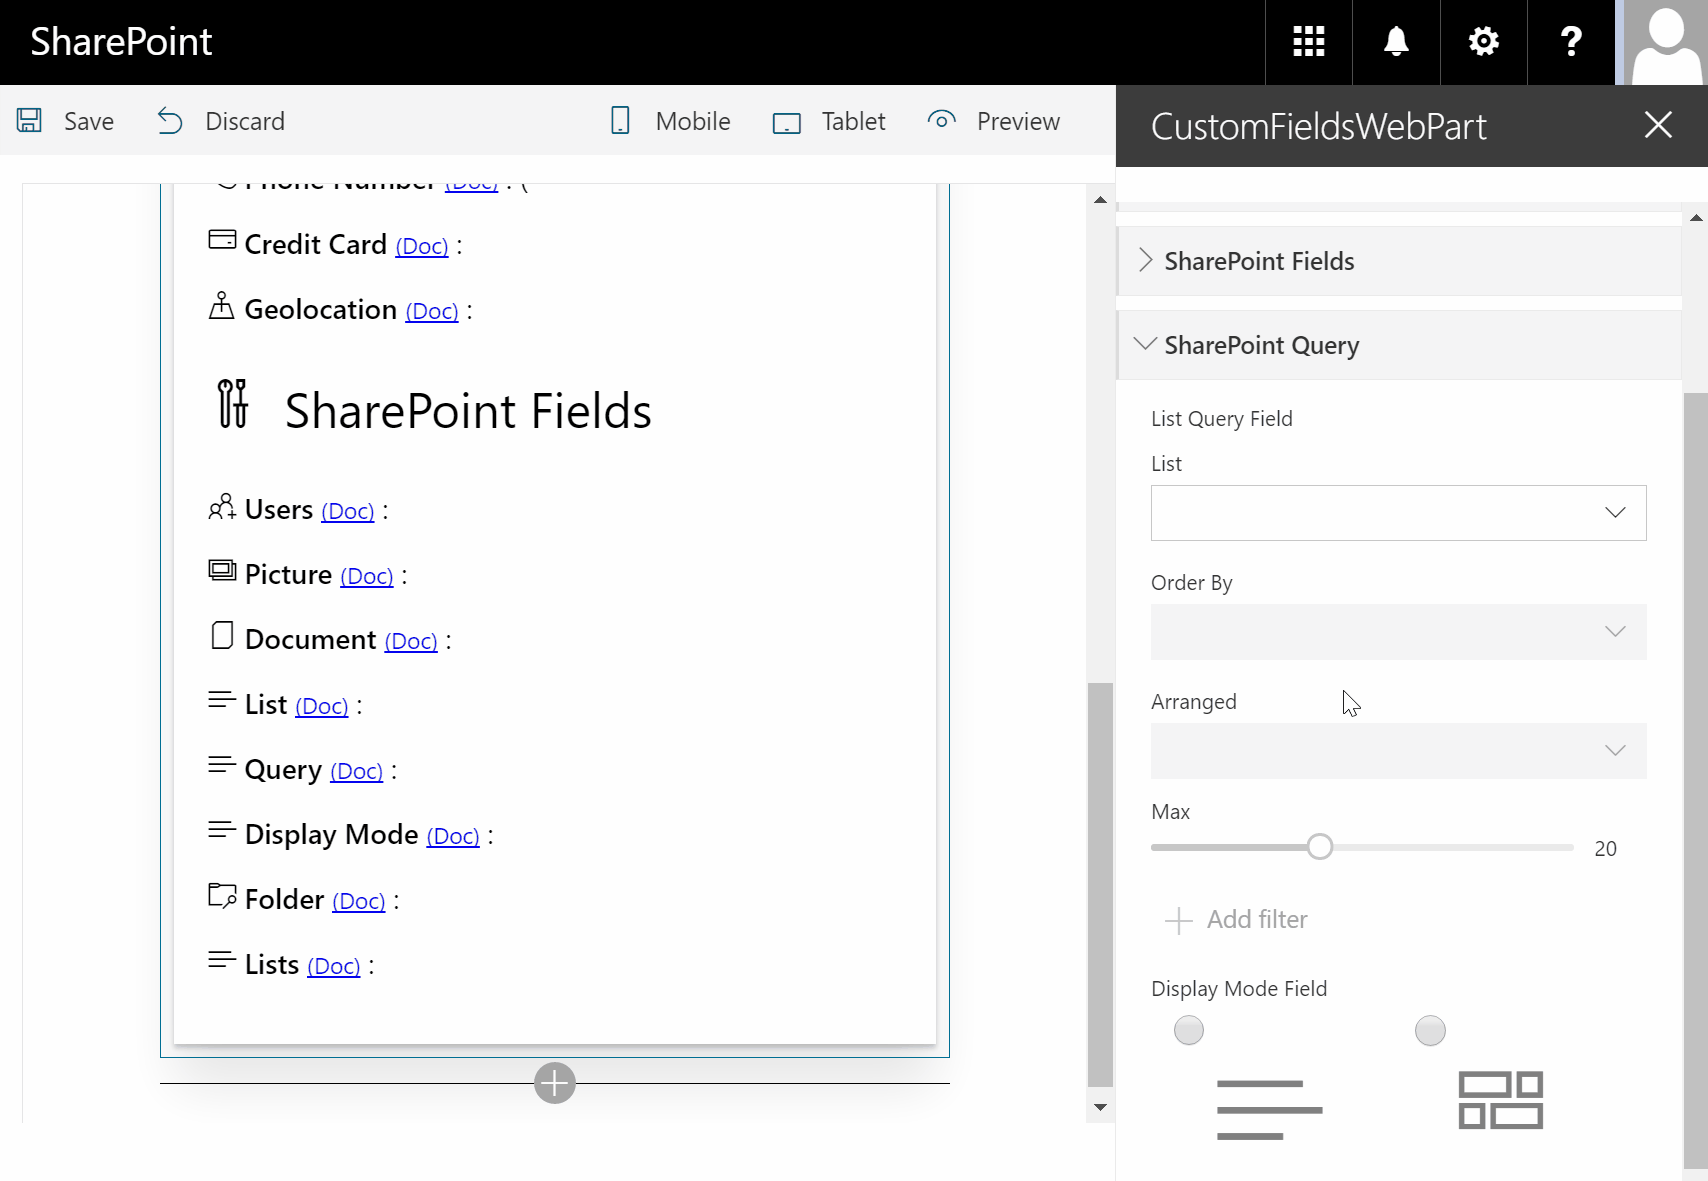 SharePoint
?
Save
Discard
Mobile
Tablet
Preview
CustomFieldsWebPart
Phone Number (Doc) : (
Credit Card (Doc) :
Geolocation (Doc) :
SharePoint Fields
Users (Doc) :
Picture (Doc) :
Document (Doc) :
List (Doc) :
Query (Doc) :
Display Mode (Doc) :
Folder (Doc) :
Lists (Doc) :
SharePoint Fields
SharePoint Query
List Query Field
List
Order By
Arranged
Max
20
Add filter
Display Mode Field